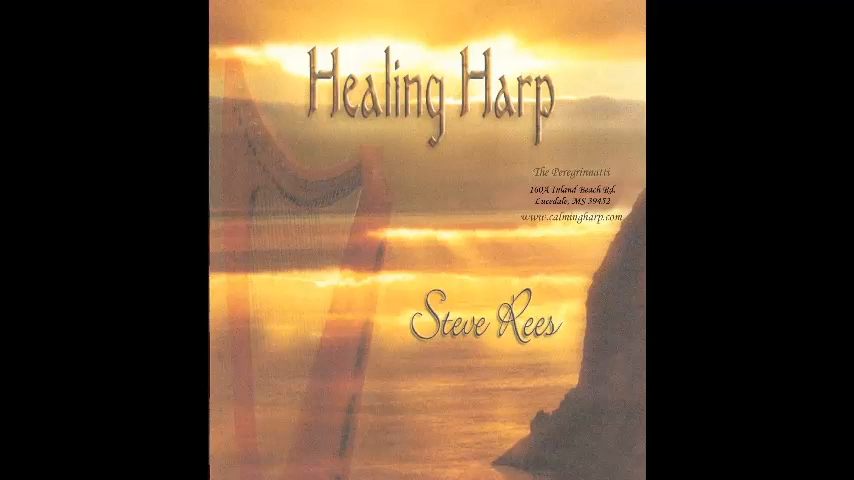 Healing Harp
The Peregrinnatti
160A Inland Beach Rd.
Lucedale, MS 39452
www.calmingharp.com
Steve Rees